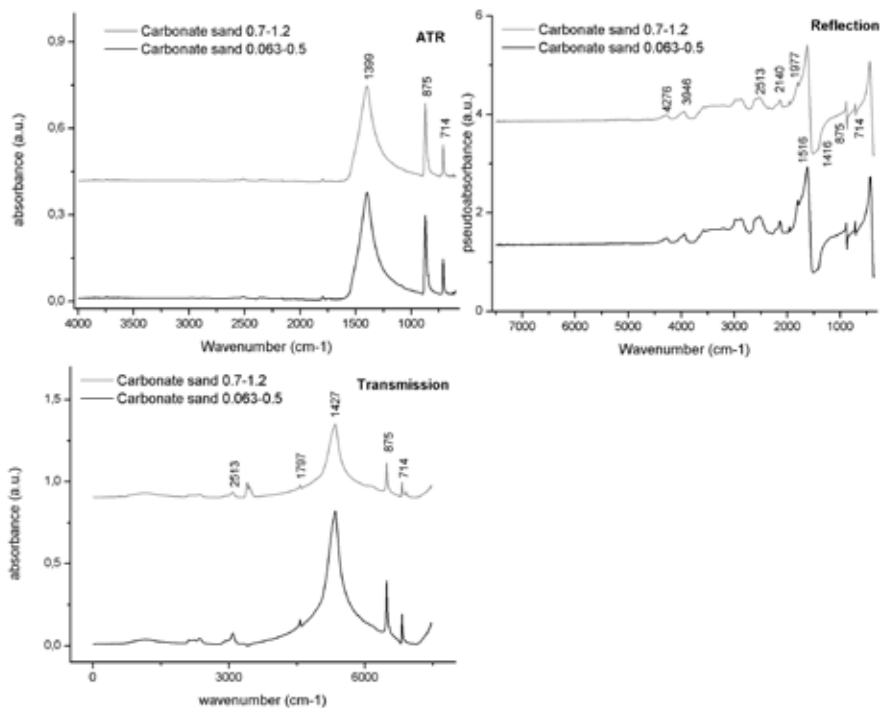 Carbonate sand 0.7-1.2
Carbonate sand 0.063-0.5
ATR
1399
875
714
0,9
0,6
0,3
0,0
absorbance (a.u.)
4000 3500 3000 2500 2000 1500 1000
Wavenumber (cm-1)
Carbonate sand 0.7-1.2
Carbonate sand 0.063-0.5
Reflection
4276
3946
2513
2140
1977
1516
1416
875
714
6
4
2
0
pseudoabsorbance (a.u.)
7000 6000 5000 4000 3000 2000 1000
Wavenumber (cm-1)
Carbonate sand 0.7-1.2
Carbonate sand 0.063-0.5
Transmission
2513
1797
1427
875
714
1,5
1,0
0,5
0,0
absorbance (a.u.)
0 3000 6000
wavenumber (cm-1)